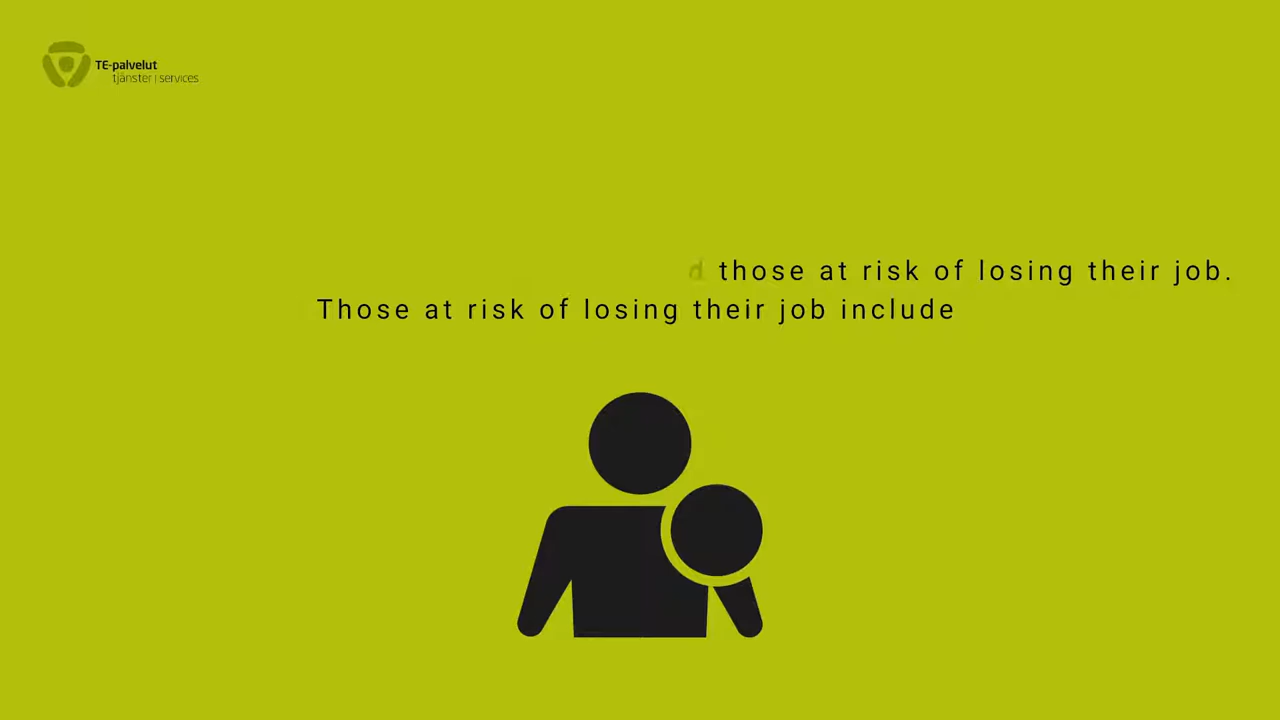 TE-palvelut
tjänster | services
those at risk of losing their job.
Those at risk of losing their job include